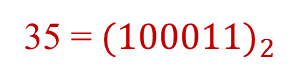 35 = (100011)₂